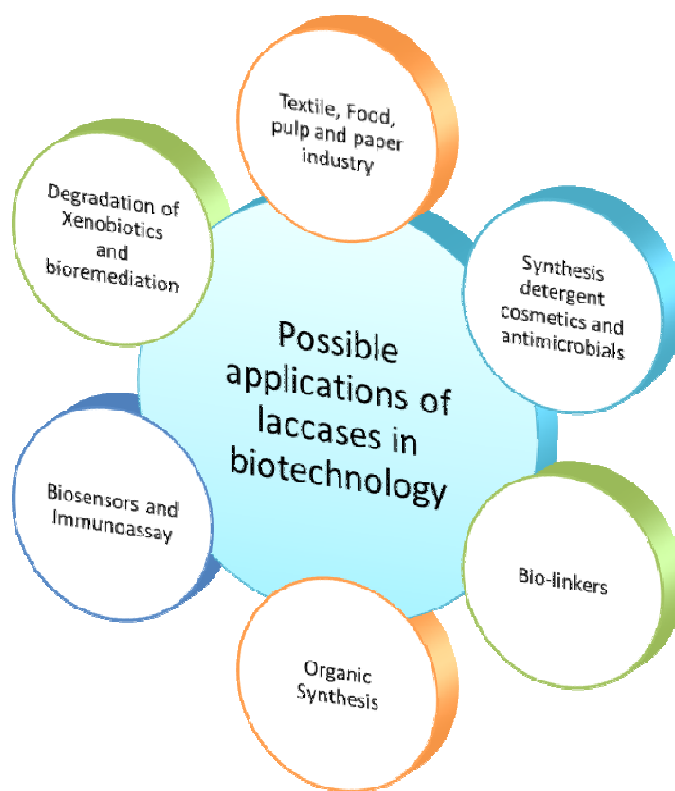 Textile, Food,
pulp and paper
industry
Degradation of
Xenobiotics
and
bioremediation
Synthesis
detergent
cosmetics and
antimicrobials
Possible
applications of
laccases in
biotechnology
Biosensors and
Immunoassay
Bio-linkers
Organic
Synthesis